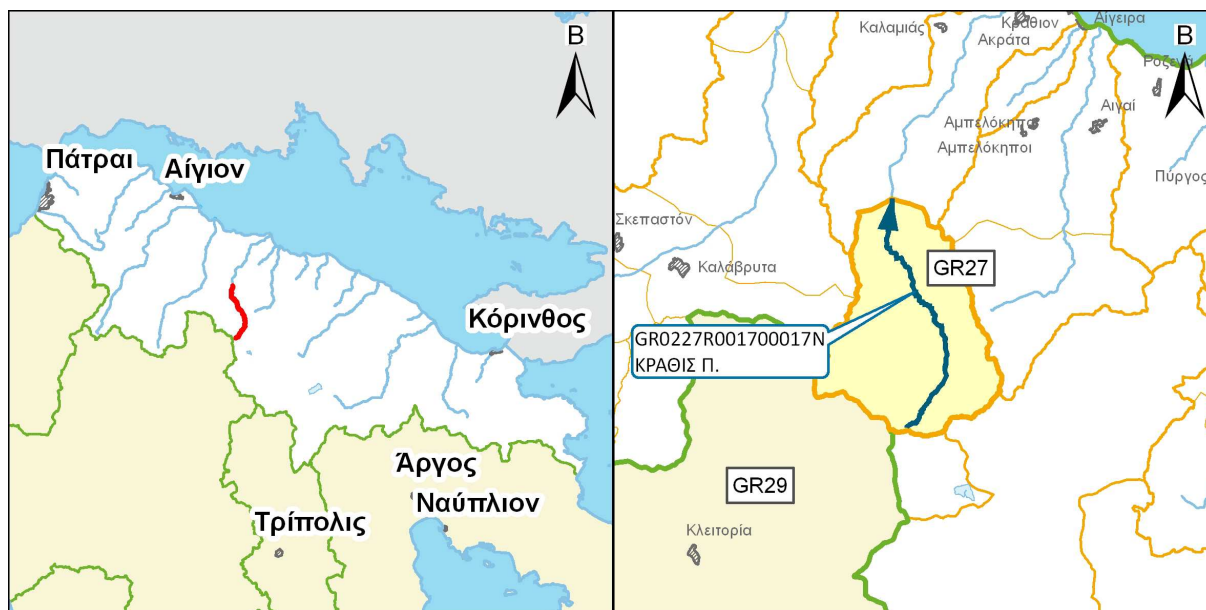 B
Πάτραι
Αίγιον
Κόρινθος
Άργος
Ναύπλιον
Τρίπολις
Καλαμιάς
Κράθιον
Ακράτα
Αίγειρα
B
Ροζενά
Αμπελόκηποι
Αμπελόκηποι
Αιγαί
Πύργος
Σκεπαστόν
Καλάβρυτα
GR27
GR0227R001700017N
ΚΡΑΘΙΣ Π.
GR29
Κλειτορία